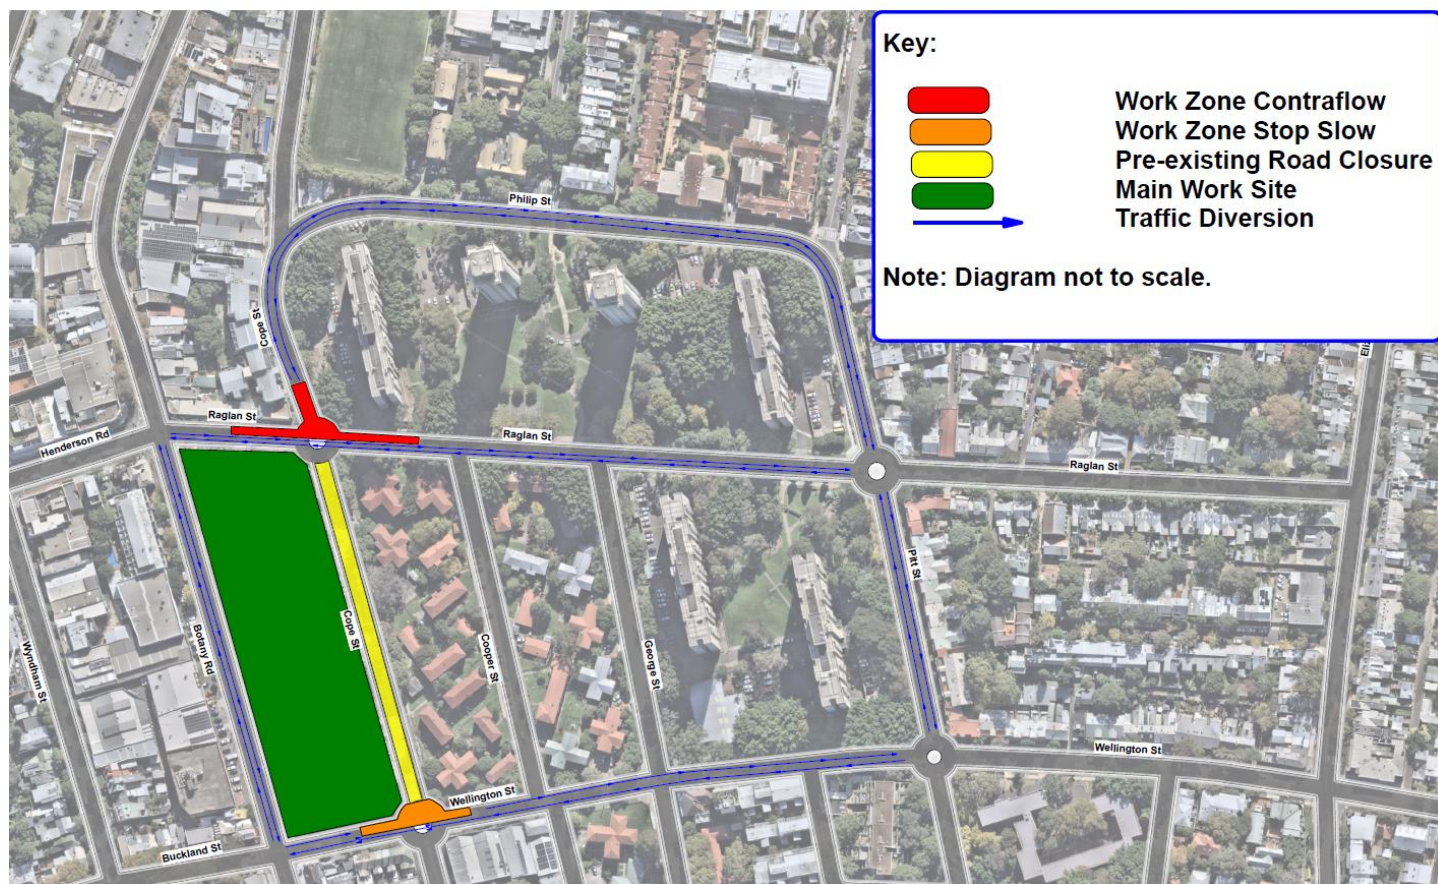 Key:
Work Zone Contraflow
Work Zone Stop Slow
Pre-existing Road Closure
Main Work Site
Traffic Diversion
Note: Diagram not to scale.
Philip St
Cope St
Raglan St
Henderson Rd
Raglan St
Raglan St
Pitt St
Cope St
Botany Rd
Wyndham St
Cooper St
George St
Wellington St
Wellington St
Buckland St